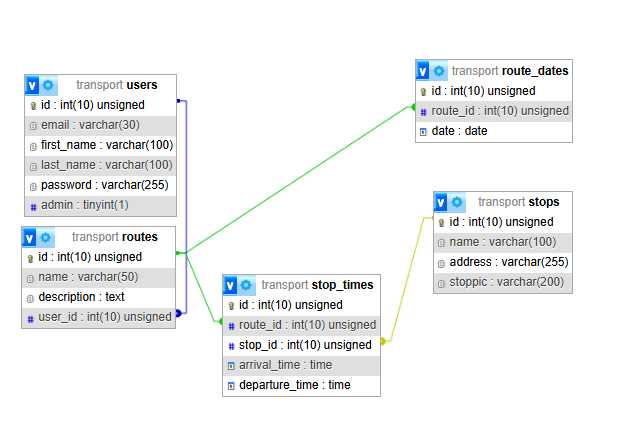 v transport users
id : int(10) unsigned
email : varchar(30)
first_name : varchar(100)
last_name : varchar(100)
password : varchar(255)
# admin : tinyint(1)
v transport routes
id : int(10) unsigned
name : varchar(50)
description : text
# user_id : int(10) unsigned
v transport stop_times
id : int(10) unsigned
# route_id : int(10) unsigned
# stop_id : int(10) unsigned
arrival_time : time
departure_time : time
v transport route_dates
id : int(10) unsigned
# route_id : int(10) unsigned
date : date
v transport stops
id : int(10) unsigned
name : varchar(100)
address : varchar(255)
stoppic : varchar(200)